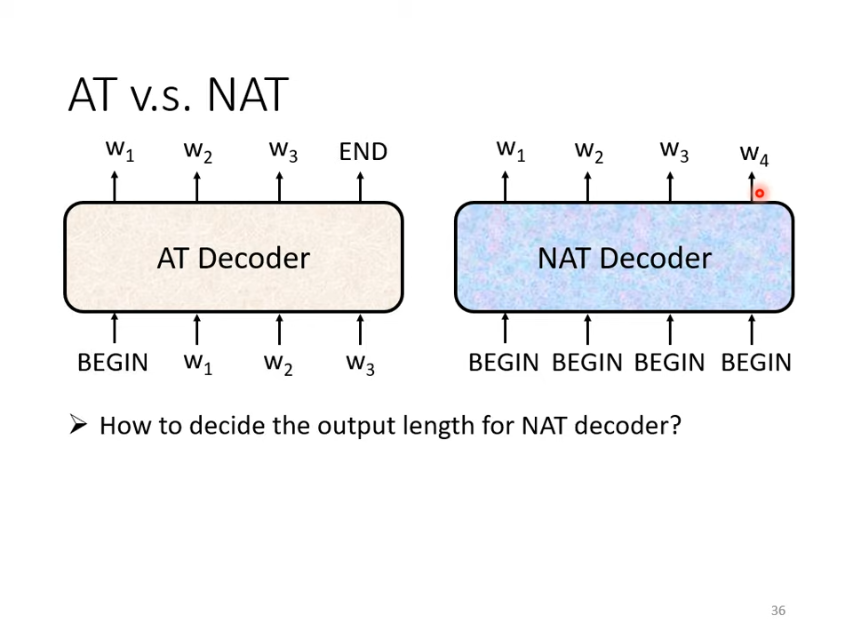 AT v.s. NAT
w₁ w₂ w₃ END
w₁ w₂ w₃ w₄
AT Decoder
NAT Decoder
BEGIN w₁ w₂ w₃
BEGIN BEGIN BEGIN BEGIN
➤ How to decide the output length for NAT decoder?
36